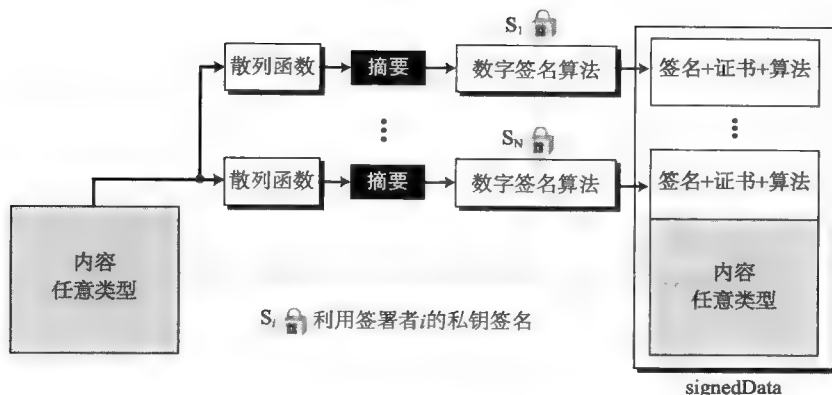 S₁
散列函数
摘要
数字签名算法
签名+证书+算法
S_N
散列函数
摘要
数字签名算法
签名+证书+算法
内容
任意类型
内容
任意类型
S_i 利用签署者i的私钥签名
signedData